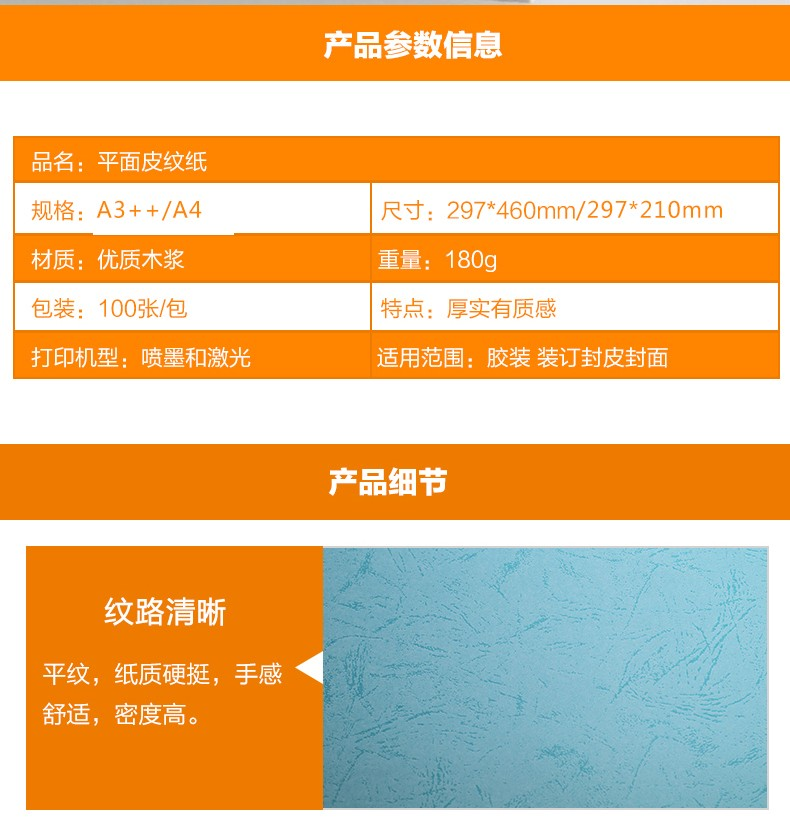 产品参数信息
品名：平面皮纹纸
规格：A3++/A4 尺寸：297*460mm/297*210mm
材质：优质木浆 重量：180g
包装：100张/包 特点：厚实有质感
打印机型：喷墨和激光 适用范围：胶装 装订封皮封面
产品细节
纹路清晰
平纹，纸质硬挺，手感
舒适，密度高。